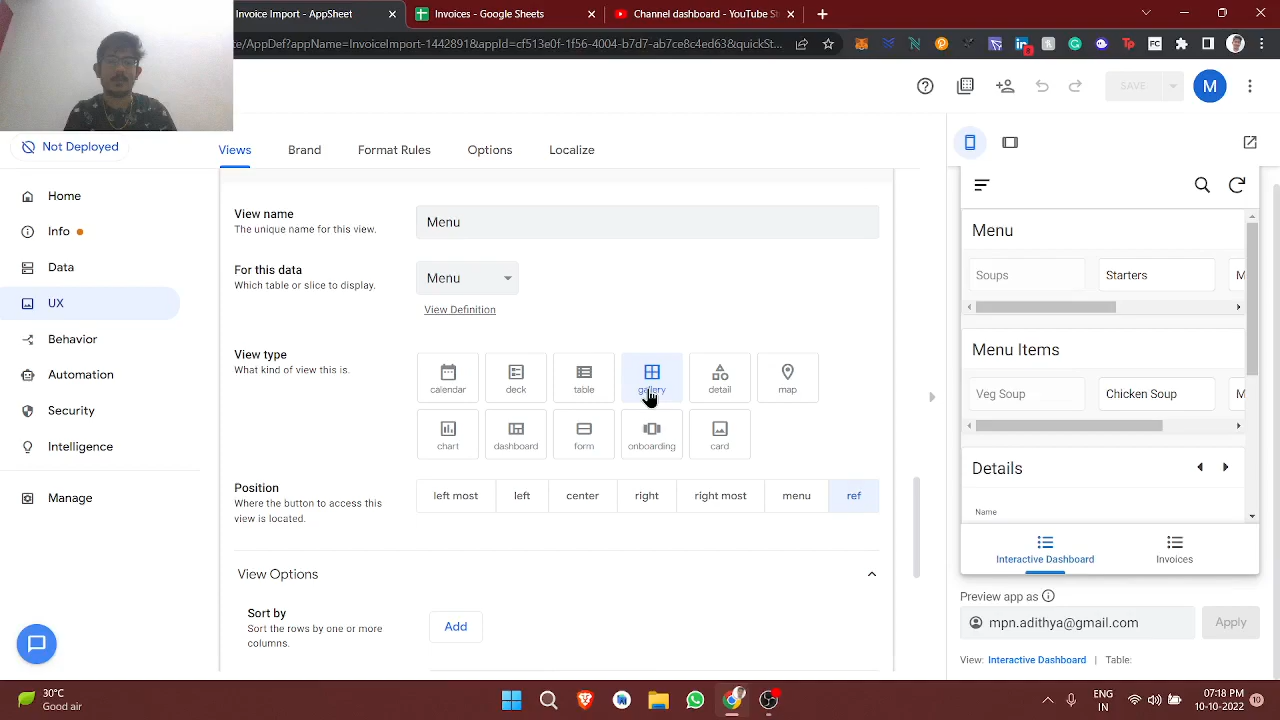 Invoice Import - AppSheet
Invoices - Google Sheets
Channel dashboard - YouTube St
te/AppDef?appName=InvoiceImport-1442891&appId=cf513e0f-1f56-4004-b7d7-ab7ec8c4ed63&quickSt...
SAVE
M
Not Deployed
Views
Brand
Format Rules
Options
Localize
Home
Info
Data
UX
Behavior
Automation
Security
Intelligence
Manage
View name
The unique name for this view.
Menu
For this data
Which table or slice to display.
Menu
View Definition
View type
What kind of view this is.
calendar
deck
table
gallery
detail
map
chart
dashboard
form
onboarding
card
Position
Where the button to access this
view is located.
left most
left
center
right
right most
menu
ref
View Options
Sort by
Sort the rows by one or more
columns.
Add
Menu
Soups
Starters
M
Menu Items
Veg Soup
Chicken Soup
M
Details
Name
Interactive Dashboard
Invoices
Preview app as
mpn.adithya@gmail.com
Apply
View: Interactive Dashboard | Table:
30°C
Good air
ENG
IN
07:18 PM
10-10-2022
10